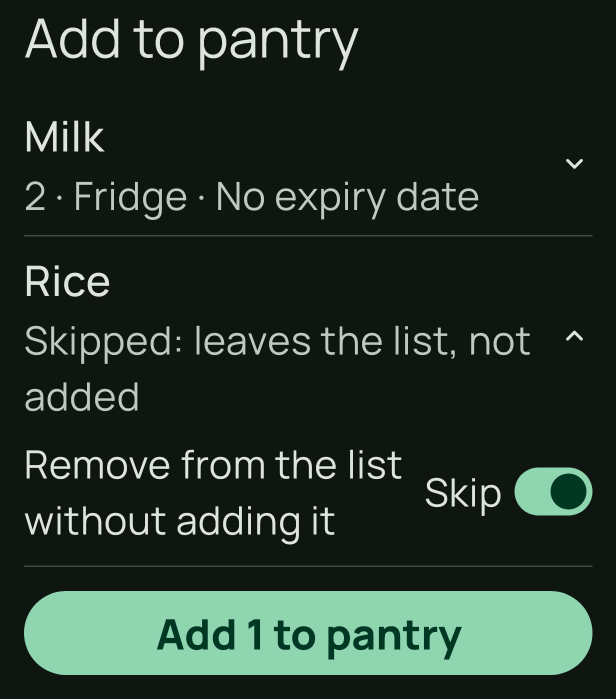 Add to pantry
Milk
2 · Fridge · No expiry date
Rice
Skipped: leaves the list, not
added
Remove from the list
without adding it
Skip
Add 1 to pantry